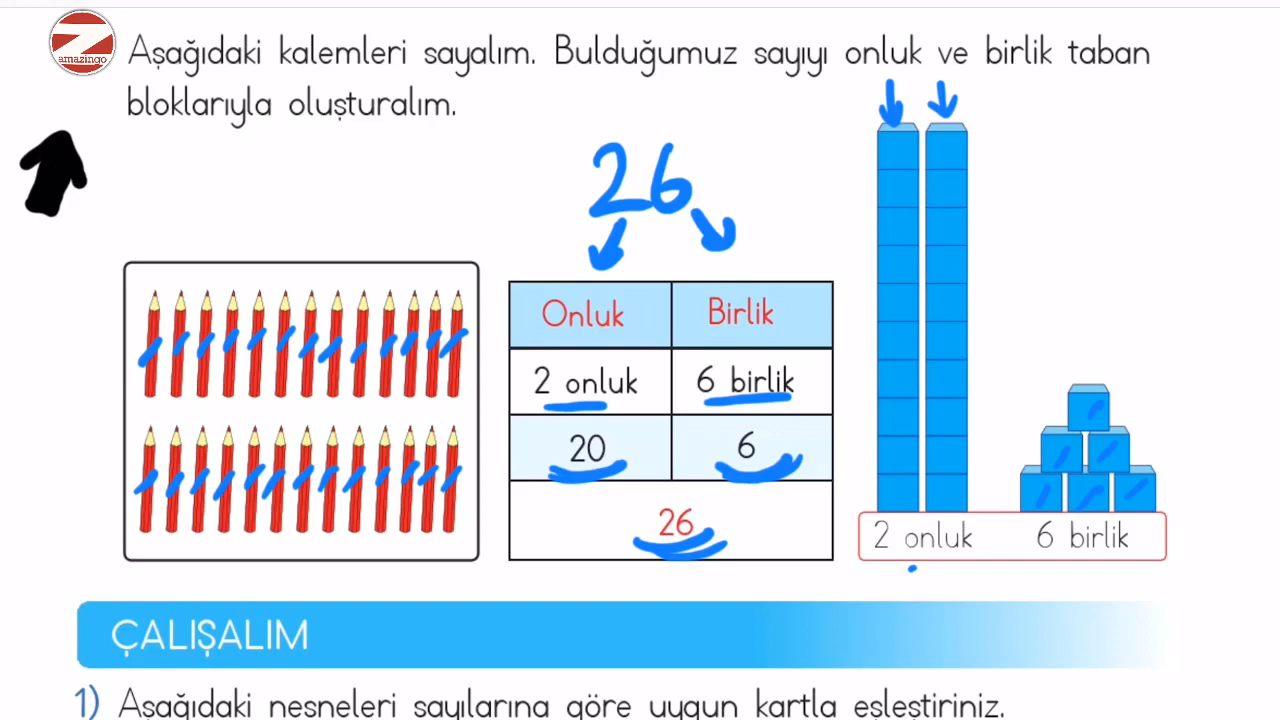 amazingo
Aşağıdaki kalemleri sayalım. Bulduğumuz sayıyı onluk ve birlik taban
bloklarıyla oluşturalım.
26
Onluk Birlik
2 onluk 6 birlik
20 6
26
2 onluk 6 birlik
ÇALIŞALIM
1) Aşağıdaki nesneleri sayılarına göre uygun kartla eşleştiriniz.